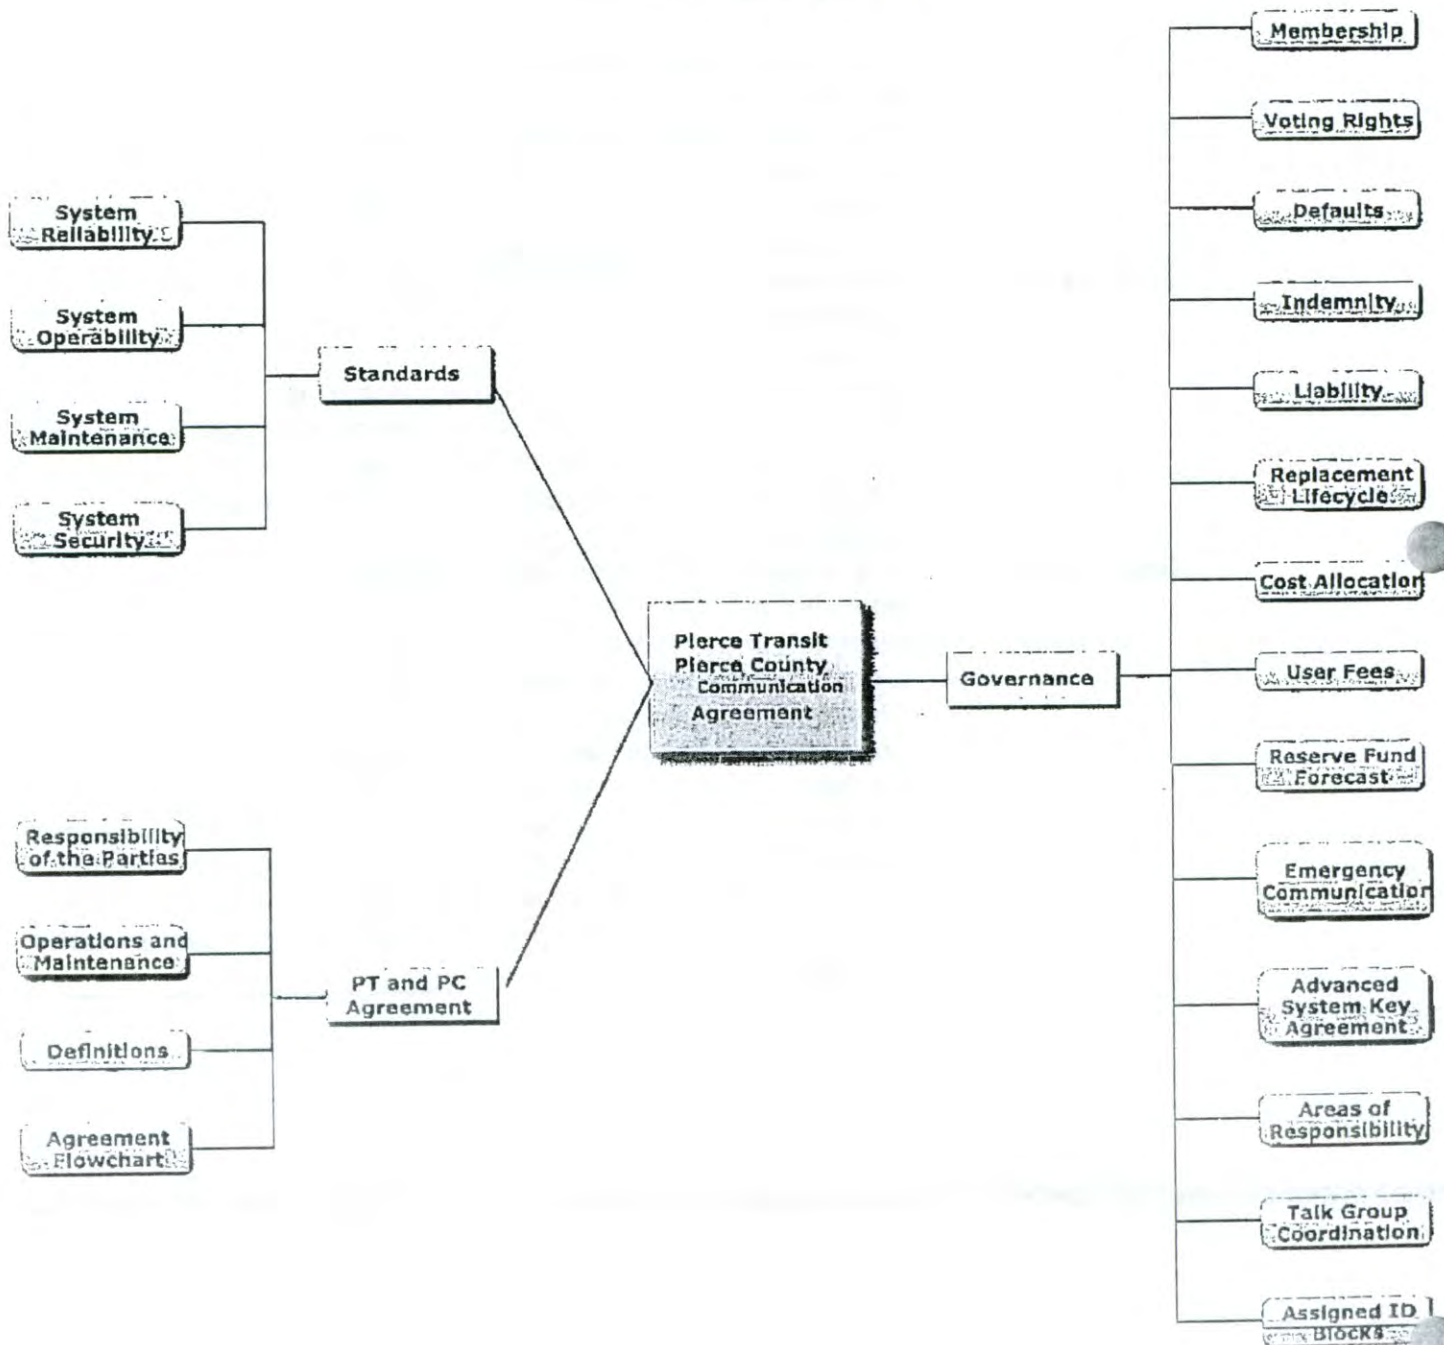 System
Reliability
System
Operability
System
Maintenance
System
Security
Standards
Responsibility
of the Parties
Operations and
Maintenance
Definitions
Agreement
Flowchart
PT and PC
Agreement
Pierce Transit
Pierce County
Communication
Agreement
Governance
Membership
Voting Rights
Defaults
Indemnity
Liability
Replacement
Lifecycle
Cost Allocation
User Fees
Reserve Fund
Forecast
Emergency
Communication
Advanced
System Key
Agreement
Areas of
Responsibility
Talk Group
Coordination
Assigned ID
Blocks